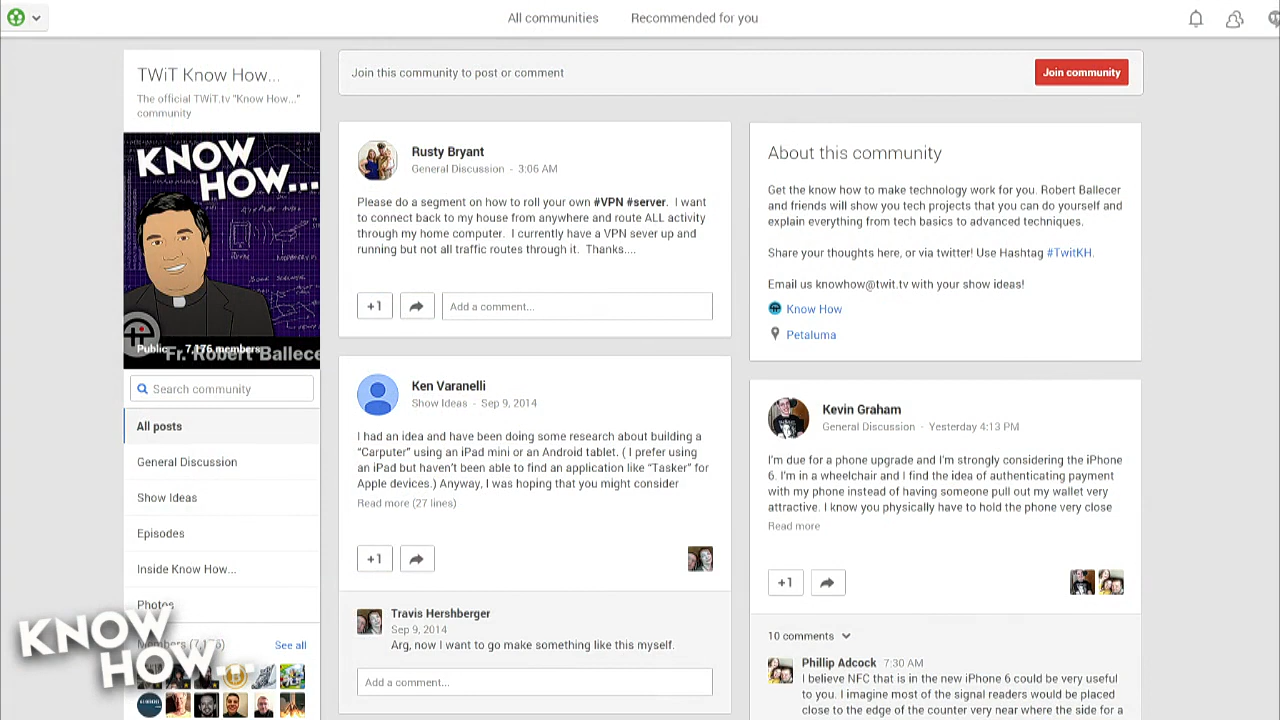 All communities
Recommended for you
TWiT Know How...
The official TWiT.tv "Know How..."
community
KNOW
HOW...
Public
7,176 members
Fr. Robert Ballece
Search community
All posts
General Discussion
Show Ideas
Episodes
Inside Know How...
Photos
Members (7,176)
See all
KNOW
HOW...
Join this community to post or comment
Join community
Rusty Bryant
General Discussion - 3:06 AM
Please do a segment on how to roll your own #VPN #server. I want
to connect back to my house from anywhere and route ALL activity
through my home computer. I currently have a VPN sever up and
running but not all traffic routes through it. Thanks....
+1
Add a comment...
Ken Varanelli
Show Ideas - Sep 9, 2014
I had an idea and have been doing some research about building a
“Carputer” using an iPad mini or an Android tablet. ( I prefer using
an iPad but haven’t been able to find an application like “Tasker” for
Apple devices.) Anyway, I was hoping that you might consider
Read more (27 lines)
+1
Travis Hershberger
Sep 9, 2014
Arg, now I want to go make something like this myself.
Add a comment...
About this community
Get the know how to make technology work for you. Robert Ballecer
and friends will show you tech projects that you can do yourself and
explain everything from tech basics to advanced techniques.
Share your thoughts here, or via twitter! Use Hashtag #TwitKH.
Email us knowhow@twit.tv with your show ideas!
Know How
Petaluma
Kevin Graham
General Discussion - Yesterday 4:13 PM
I'm due for a phone upgrade and I'm strongly considering the iPhone
6. I'm in a wheelchair and I find the idea of authenticating payment
with my phone instead of having someone pull out my wallet very
attractive. I know you physically have to hold the phone very close
Read more
+1
10 comments
Phillip Adcock 7:30 AM
I believe NFC that is in the new iPhone 6 could be very useful
to you. I imagine most of the signal readers would be placed
close to the edge of the counter very near where the side for a